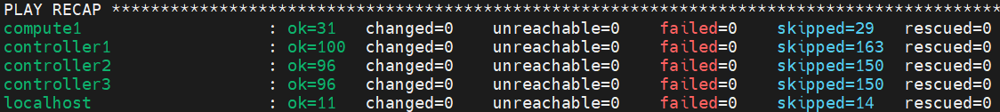 PLAY RECAP *******************************************************************************************
compute1 : ok=31 changed=0 unreachable=0 failed=0 skipped=29 rescued=0
controller1 : ok=100 changed=0 unreachable=0 failed=0 skipped=163 rescued=0
controller2 : ok=96 changed=0 unreachable=0 failed=0 skipped=150 rescued=0
controller3 : ok=96 changed=0 unreachable=0 failed=0 skipped=150 rescued=0
localhost : ok=11 changed=0 unreachable=0 failed=0 skipped=14 rescued=0